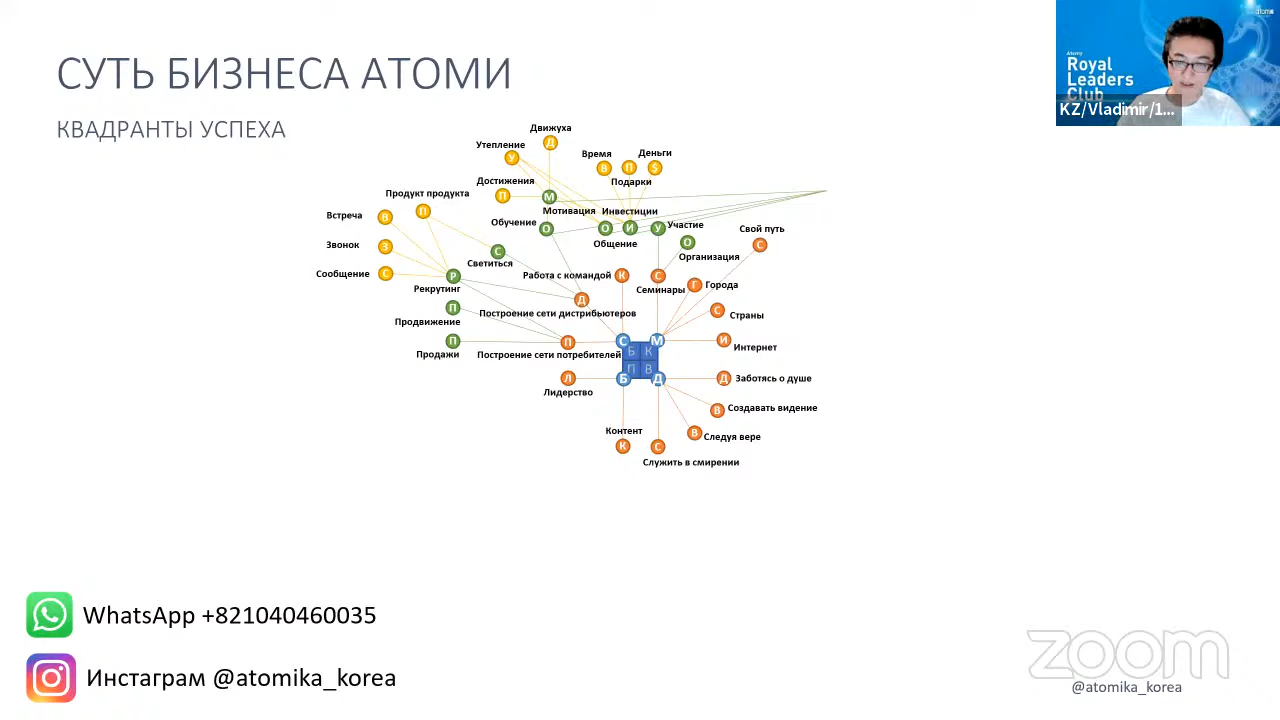 СУТЬ БИЗНЕСА АТОМИ
КВАДРАНТЫ УСПЕХА
atom
Atomy
Royal
Leaders
Club
KZ/Vladimir/1...
Движуха
Д
Утепление
У
Время
В
П
Подарки
Деньги
$
Достижения
П
М
Мотивация
Инвестиции
Продукт продукта
П
Встреча
В
Обучение
О
О
И
У
Участие
Общение
Свой путь
С
Звонок
З
С
Светиться
О
Организация
Сообщение
С
Р
Рекрутинг
Работа с командой
К
С
Семинары
Г
Города
П
Продвижение
Д
Построение сети дистрибьютеров
С
Страны
П
Продажи
П
Построение сети потребителей
С
М
Б
К
П
В
Б
Д
И
Интернет
Л
Лидерство
Д
Заботясь о душе
В
Создавать видение
Контент
К
С
Служить в смирении
В
Следуя вере
WhatsApp +821040460035
Инстаграм @atomika_korea
zoom
@atomika_korea